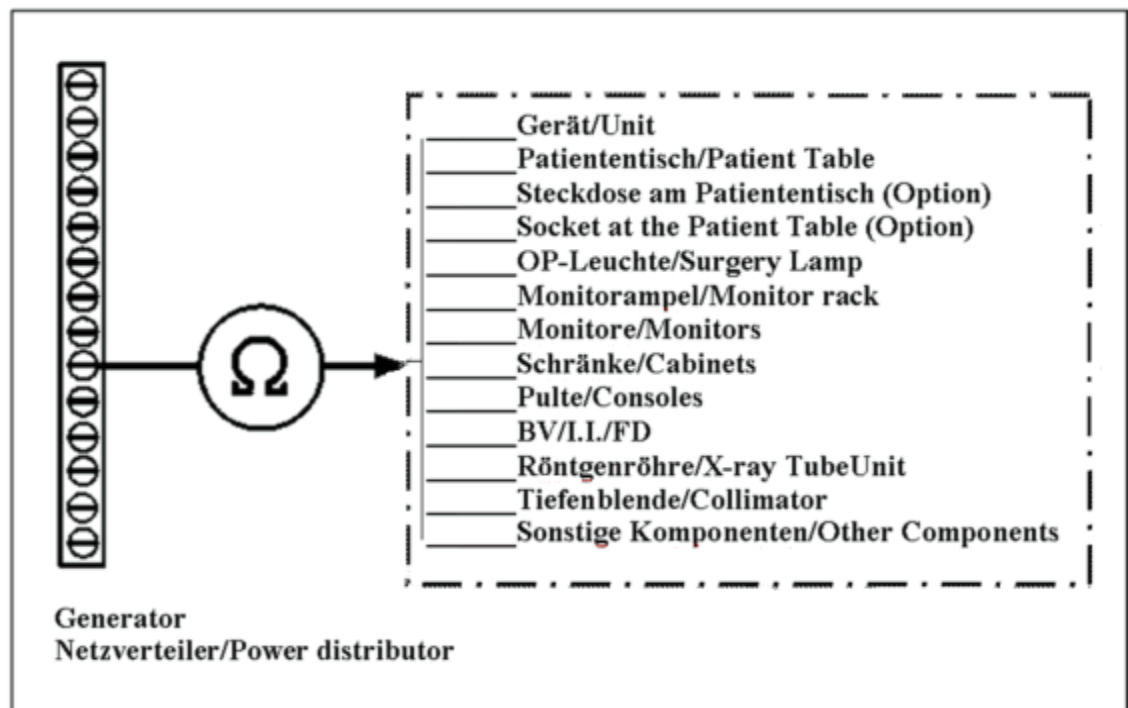 Gerät/Unit
Patiententisch/Patient Table
Steckdose am Patiententisch (Option)
Socket at the Patient Table (Option)
OP-Leuchte/Surgery Lamp
Monitorampel/Monitor rack
Monitore/Monitors
Schränke/Cabinets
Pulte/Consoles
BV/I.I./FD
Röntgenröhre/X-ray TubeUnit
Tiefenblende/Collimator
Sonstige Komponenten/Other Components
Ω
Generator
Netzverteiler/Power distributor